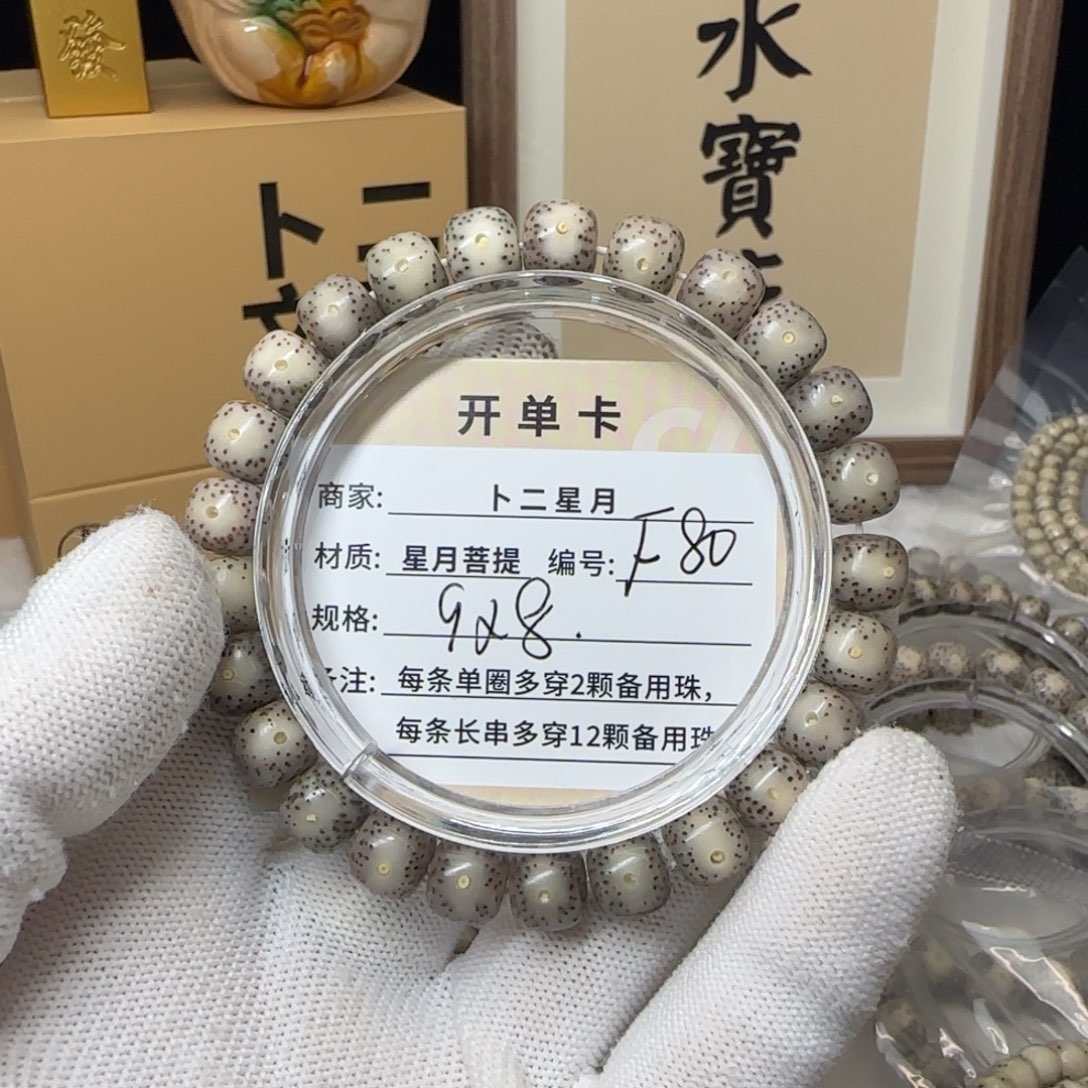 發
卜二
水寶
开单卡
商家: 卜二星月
材质: 星月菩提 编号: F80
规格: 9x8.
注: 每条单圈多穿2颗备用珠,
每条长串多穿12颗备用珠